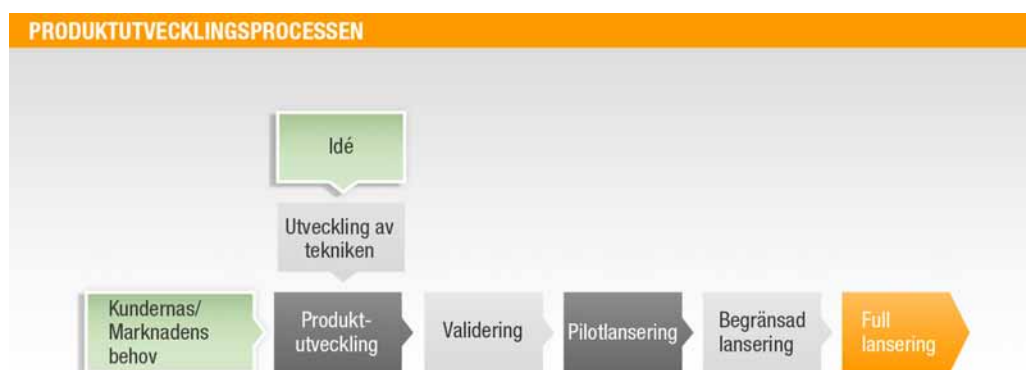 PRODUKTUTVECKLINGSPROCESSEN
Idé
Utveckling av
tekniken
Kundernas/
Marknadens
behov
Produkt-
utveckling
Validering
Pilotlansering
Begränsad
lansering
Full
lansering